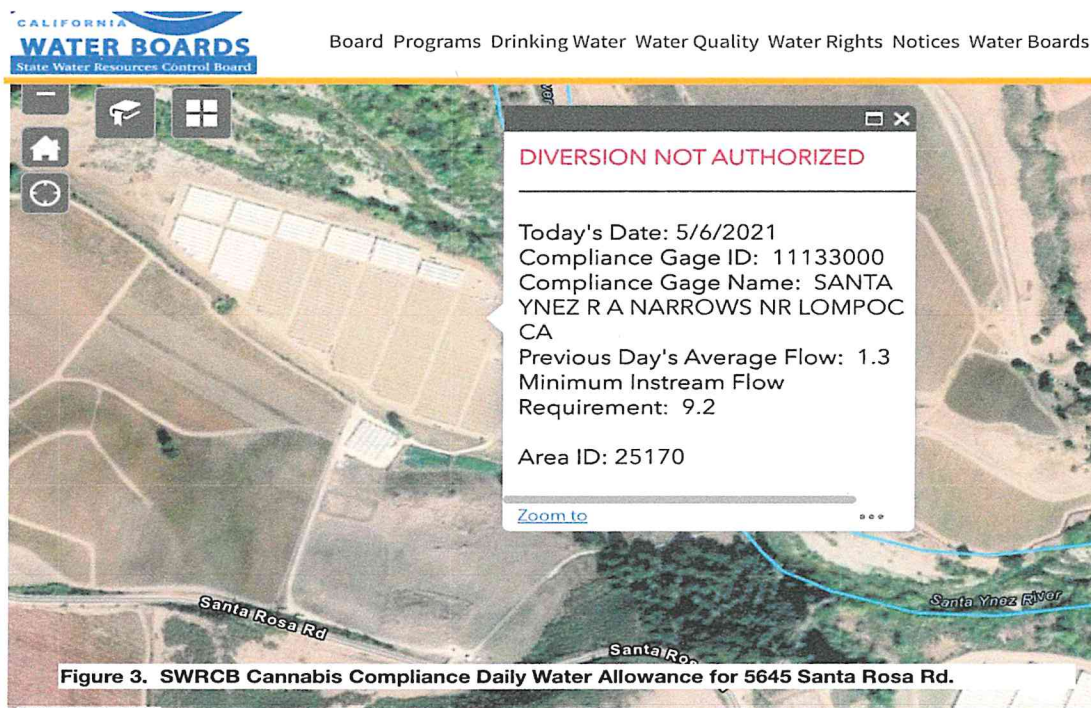 CALIFORNIA
WATER BOARDS
State Water Resources Control Board
Board Programs Drinking Water Water Quality Water Rights Notices Water Boards
DIVERSION NOT AUTHORIZED
Today's Date: 5/6/2021
Compliance Gage ID: 11133000
Compliance Gage Name: SANTA
YNEZ R A NARROWS NR LOMPOC
CA
Previous Day's Average Flow: 1.3
Minimum Instream Flow
Requirement: 9.2
Area ID: 25170
Zoom to
Santa Rosa Rd
Santa Ynez River
Santa Ros
Figure 3. SWRCB Cannabis Compliance Daily Water Allowance for 5645 Santa Rosa Rd.